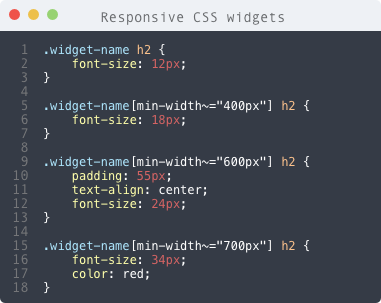 Responsive CSS widgets
1 .widget-name h2 {
2     font-size: 12px;
3 }
4
5 .widget-name[min-width~="400px"] h2 {
6     font-size: 18px;
7 }
8
9 .widget-name[min-width~="600px"] h2 {
10     padding: 55px;
11     text-align: center;
12     font-size: 24px;
13 }
14
15 .widget-name[min-width~="700px"] h2 {
16     font-size: 34px;
17     color: red;
18 }